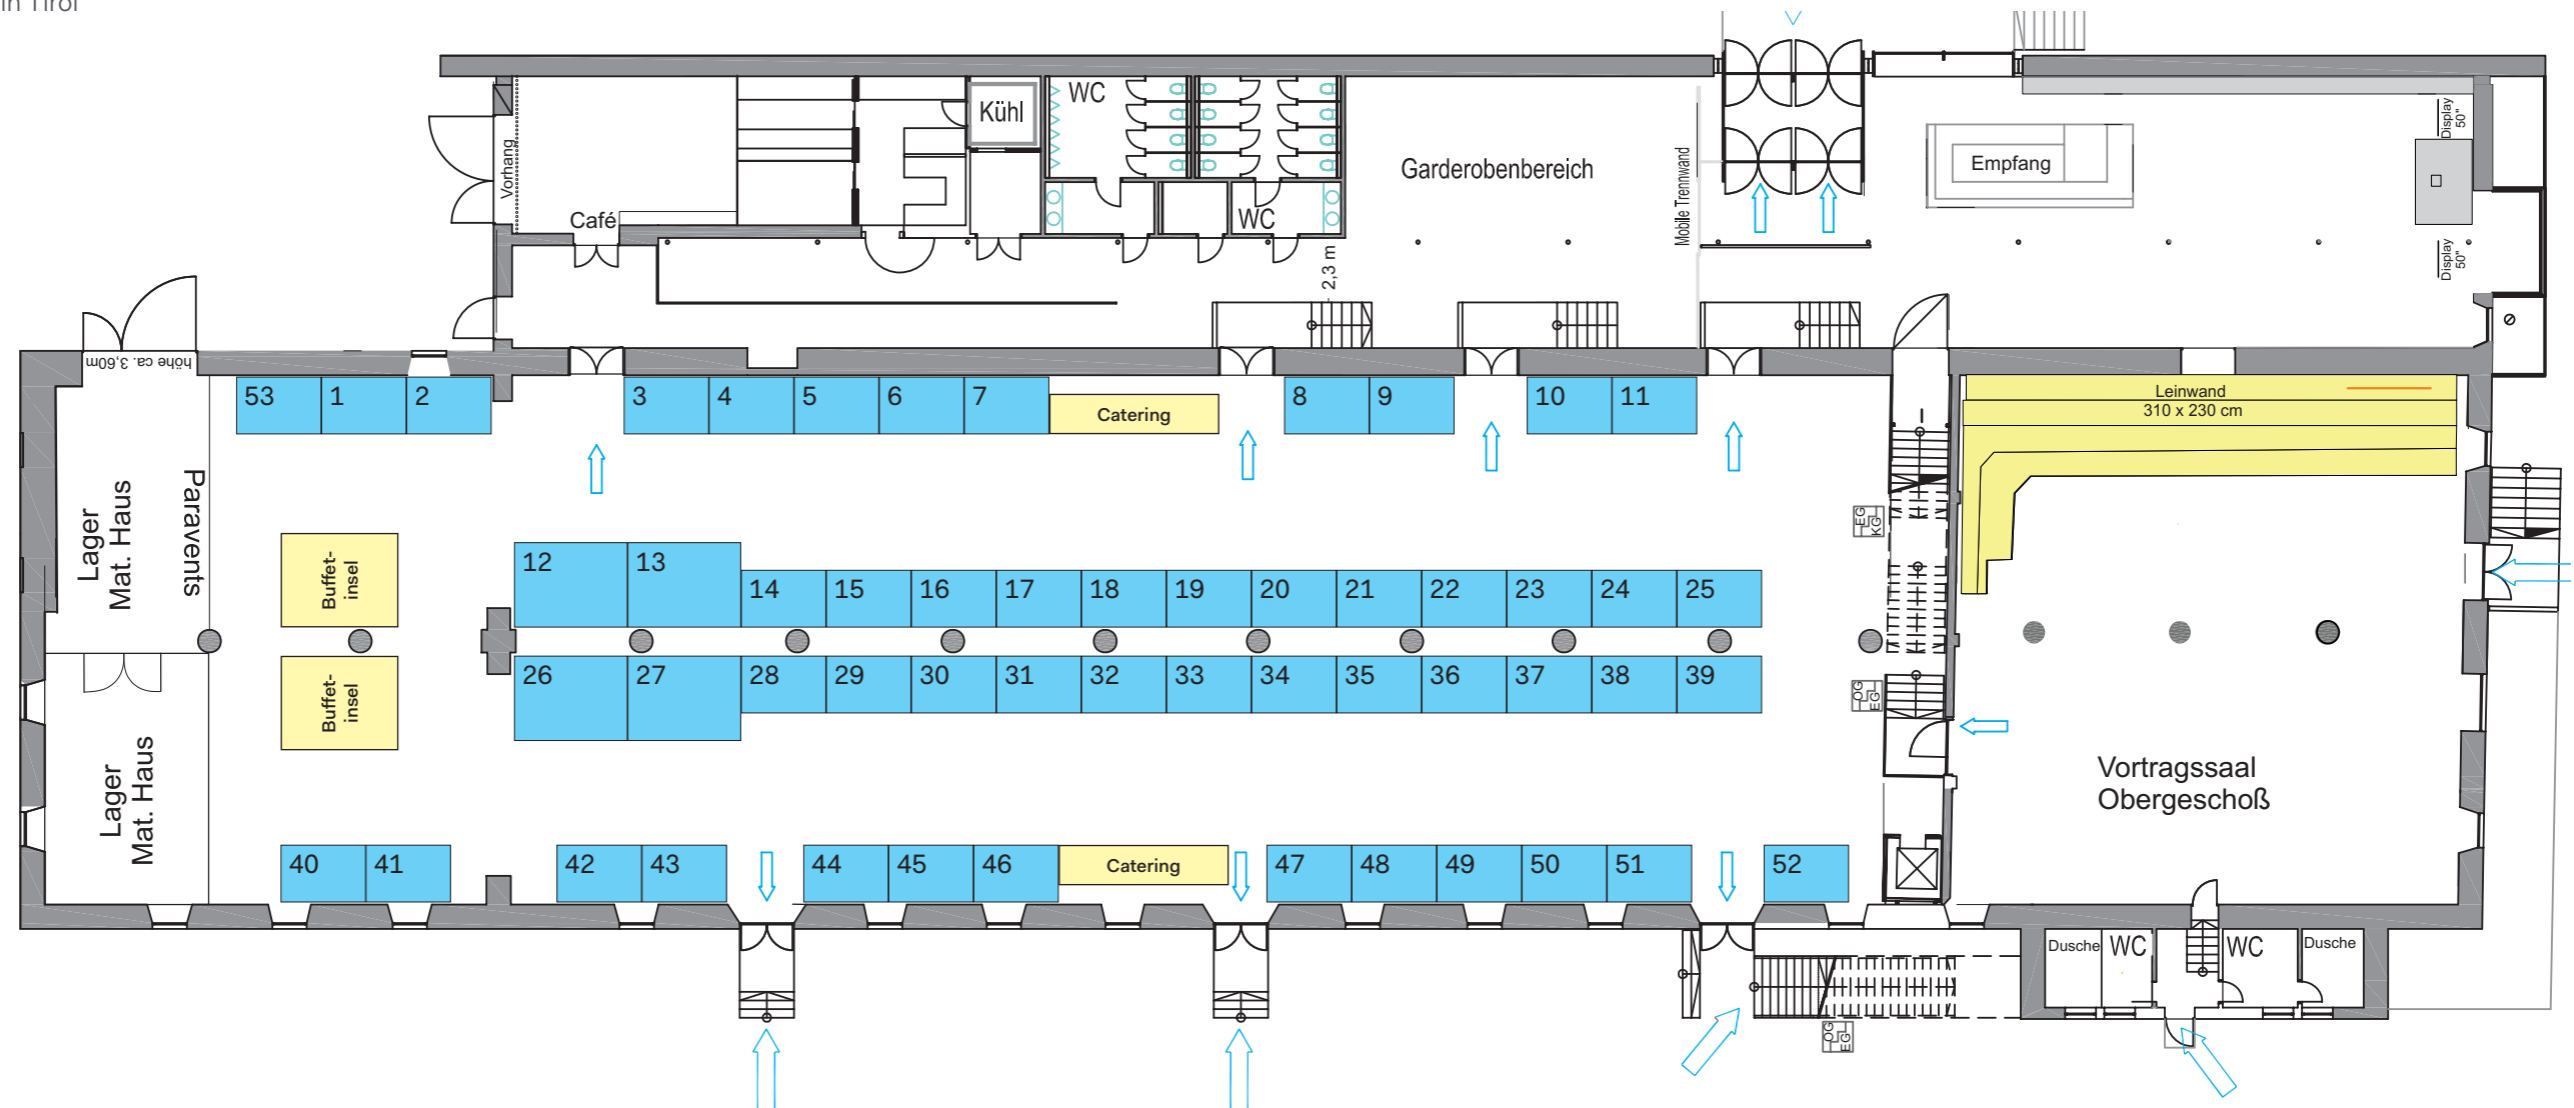 in Tirol
Vorhang
Café
Kühl
WC
WC
2,3 m
Garderobenbereich
Mobile Trennwand
Empfang
Display
50"
Display
50"
höhe ca. 3,60m
53
1
2
3
4
5
6
7
Catering
8
9
10
11
Leinwand
310 x 230 cm
Lager
Mat. Haus
Paravents
Buffet-
insel
12
13
14
15
16
17
18
19
20
21
22
23
24
25
EG
KG
Lager
Mat. Haus
Buffet-
insel
26
27
28
29
30
31
32
33
34
35
36
37
38
39
OG
EG
Vortragssaal
Obergeschoß
40
41
42
43
44
45
46
Catering
47
48
49
50
51
52
Dusche
WC
WC
Dusche
OG
EG